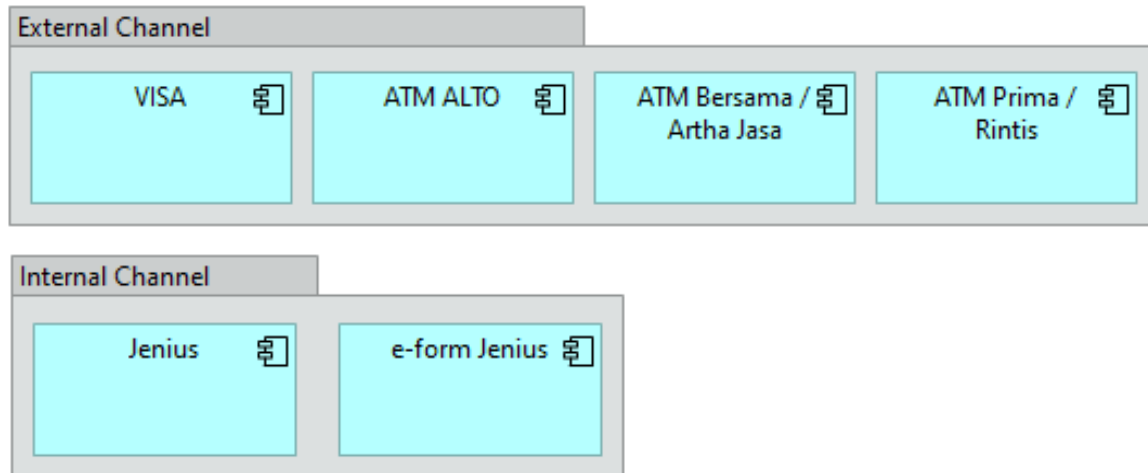 External Channel
VISA
ATM ALTO
ATM Bersama /
Artha Jasa
ATM Prima /
Rintis
Internal Channel
Jenius
e-form Jenius